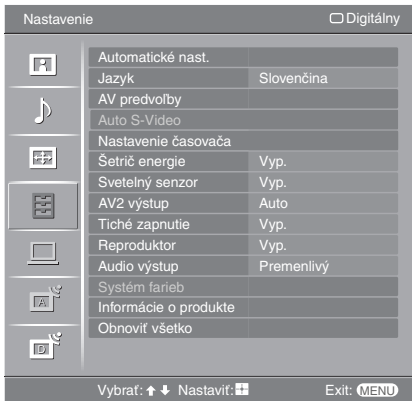 Nastavenie Digitálny
Automatické nast.
Jazyk Slovenčina
AV predvoľby
Auto S-Video
Nastavenie časovača
Šetrič energie Vyp.
Svetelný senzor Vyp.
AV2 výstup Auto
Tiché zapnutie Vyp.
Reproduktor Vyp.
Audio výstup Premenlivý
Systém farieb
Informácie o produkte
Obnoviť všetko
A
D
Vybrať: Nastaviť: Exit: MENU